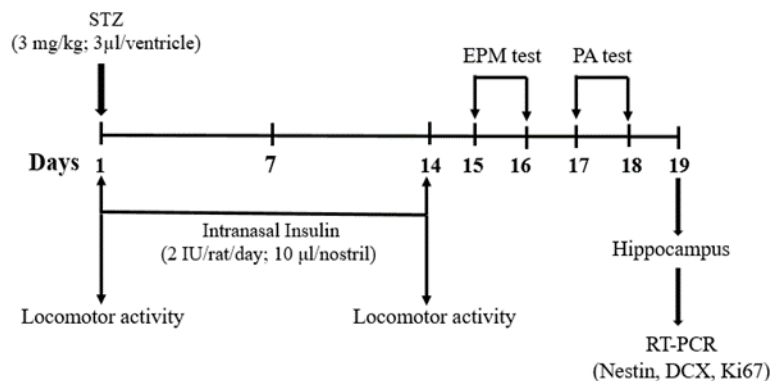 STZ
(3 mg/kg; 3µl/ventricle)
EPM test
PA test
Days 1 7 14 15 16 17 18 19
Intranasal Insulin
(2 IU/rat/day; 10 µl/nostril)
Hippocampus
Locomotor activity
Locomotor activity
RT-PCR
(Nestin, DCX, Ki67)